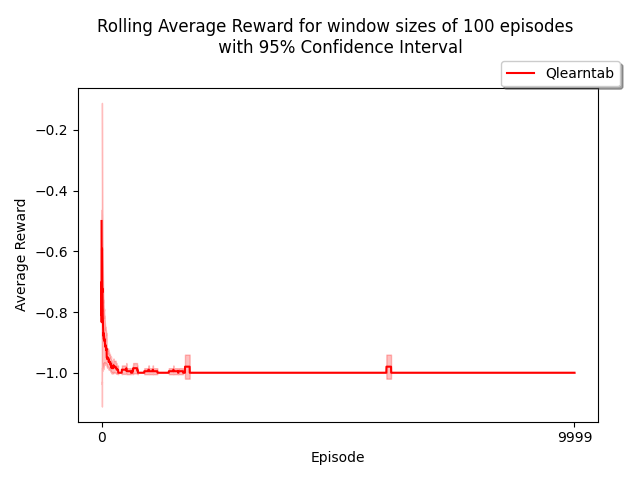 Rolling Average Reward for window sizes of 100 episodes
with 95% Confidence Interval
Qlearntab
−0.2
−0.4
−0.6
−0.8
−1.0
Average Reward
0
9999
Episode